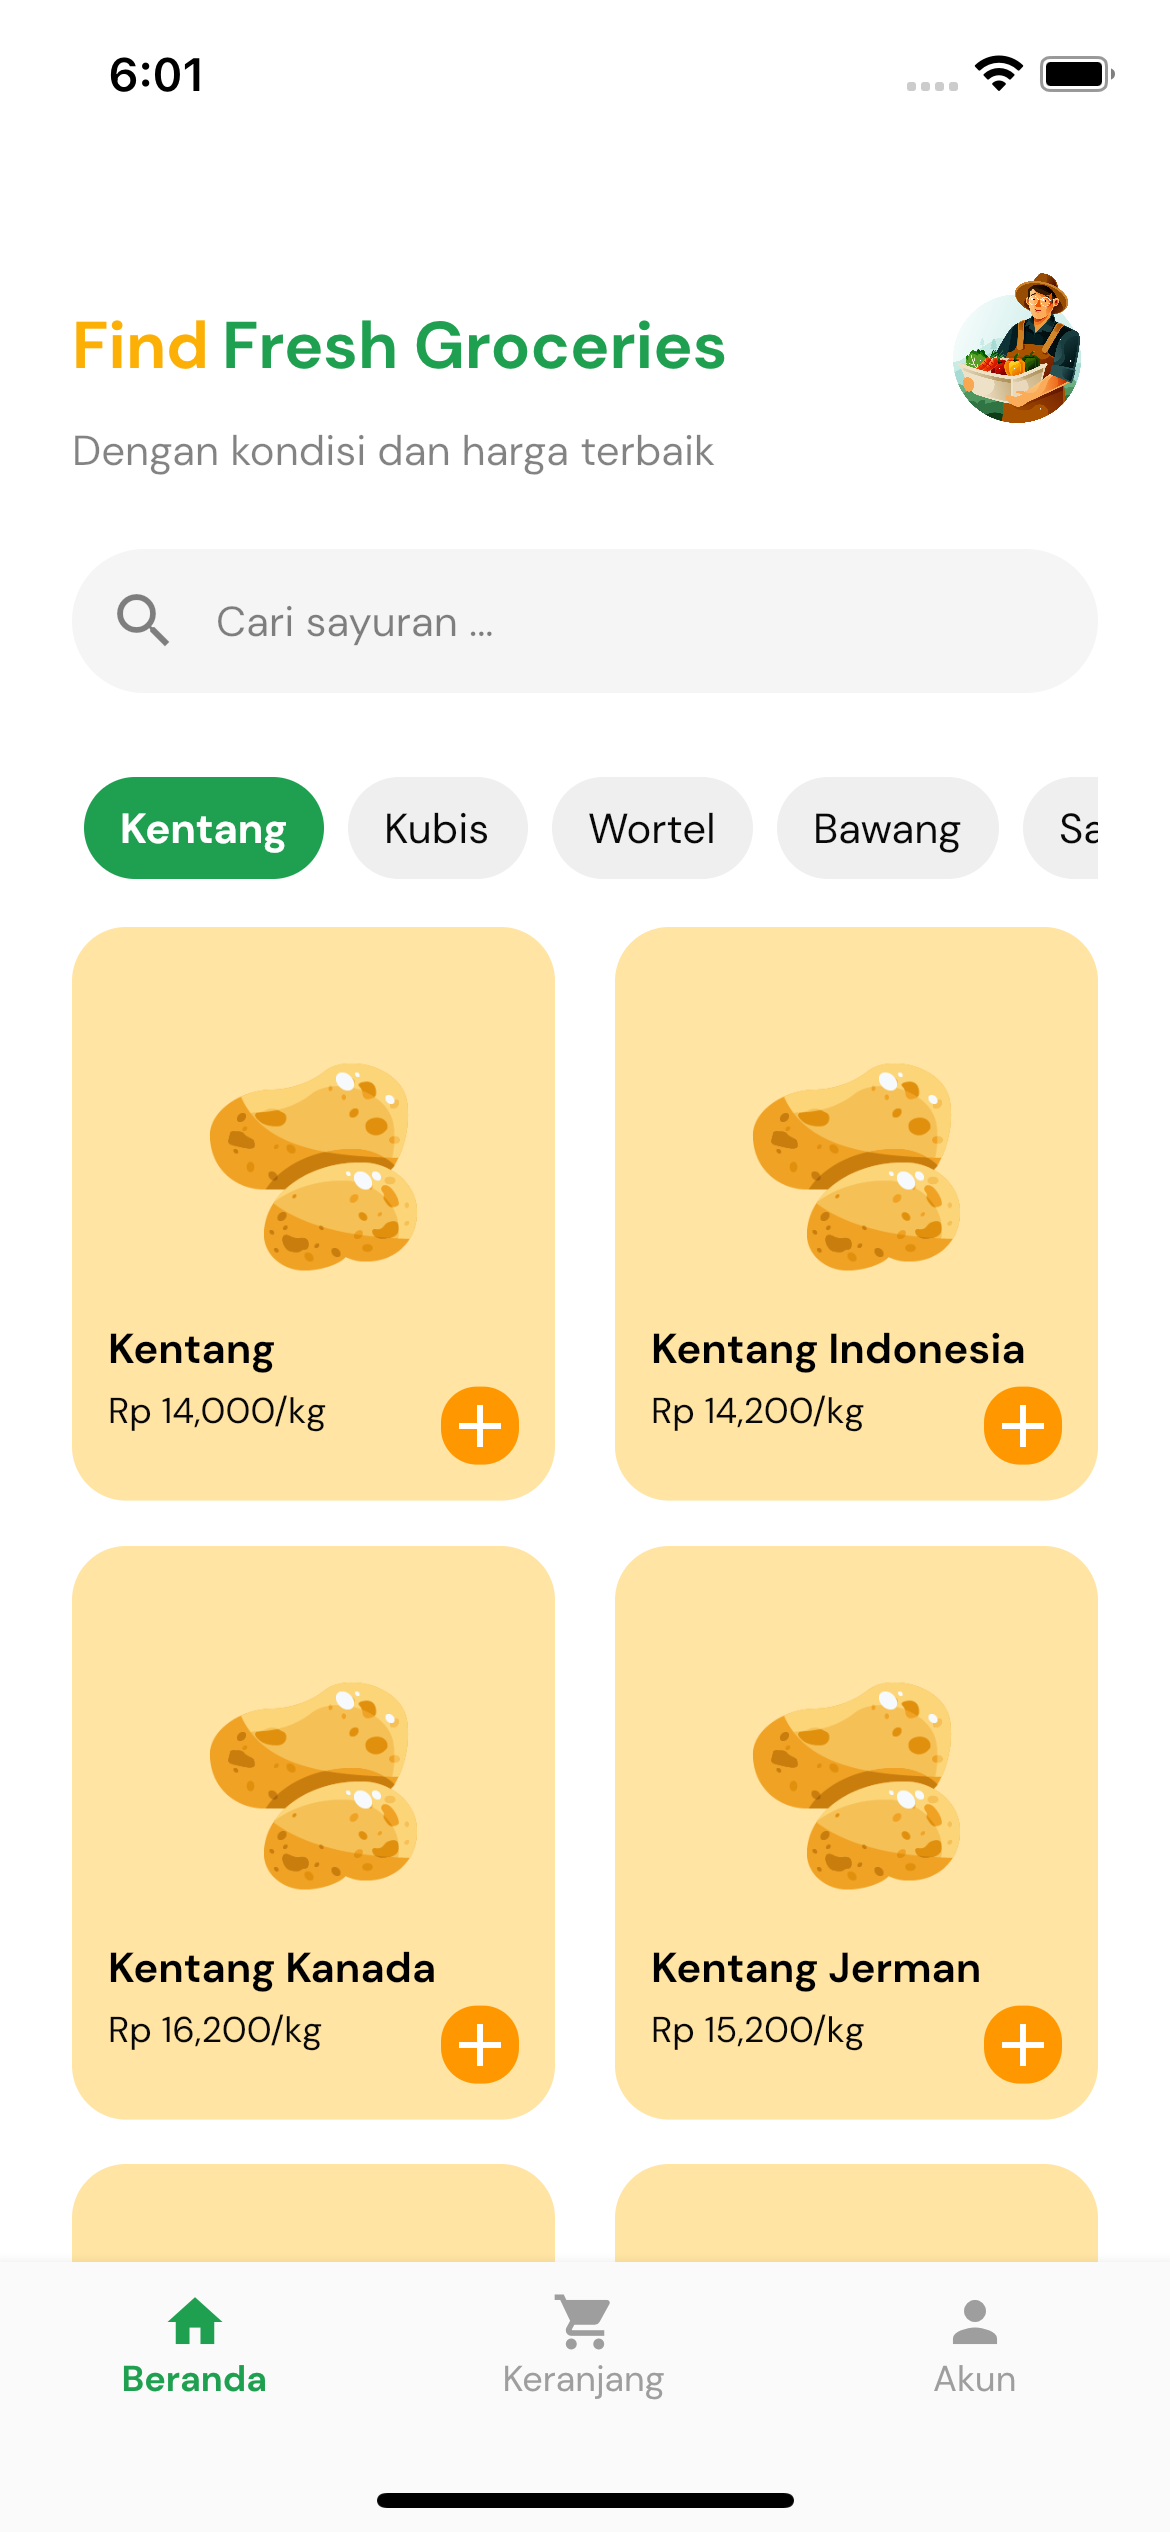 6:01
Find Fresh Groceries
Dengan kondisi dan harga terbaik
Cari sayuran ...
Kentang Kubis Wortel Bawang Sa
Kentang
Rp 14,000/kg
Kentang Indonesia
Rp 14,200/kg
Kentang Kanada
Rp 16,200/kg
Kentang Jerman
Rp 15,200/kg
Beranda Keranjang Akun